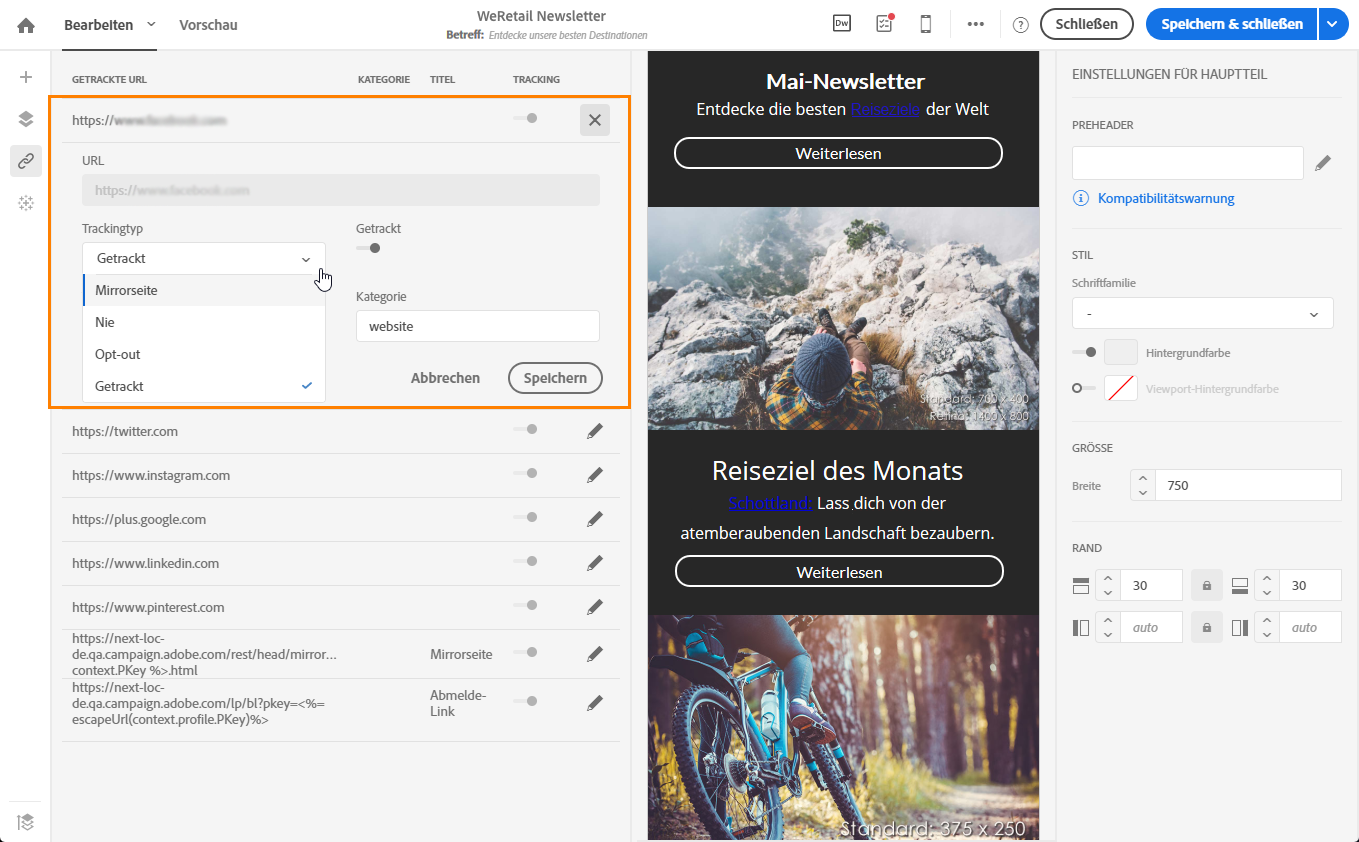 Bearbeiten
Vorschau
WeRetail Newsletter
Betreff: Entdecke unsere besten Destinationen
Dw
Schließen
Speichern & schließen
GETRACKTE URL KATEGORIE TITEL TRACKING
https://
URL
https://
Trackingtyp
Getrackt
Mirrorseite
Nie
Opt-out
Getrackt
Getrackt
Kategorie
website
Abbrechen
Speichern
https://twitter.com
https://www.instagram.com
https://plus.google.com
https://www.linkedin.com
https://www.pinterest.com
https://next-loc-
de.qa.campaign.adobe.com/rest/head/mirror...
context.PKey %>.html
Mirrorseite
https://next-loc-
de.qa.campaign.adobe.com/lp/bl?pkey=<%=
escapeUrl(context.profile.PKey)%>
Abmelde-
Link
Mai-Newsletter
Entdecke die besten Reiseziele der Welt
Weiterlesen
Standard: 700 x 400
Retina: 1400 x 800
Reiseziel des Monats
Schottland: Lass dich von der
atemberaubenden Landschaft bezaubern.
Weiterlesen
Standard: 375 x 250
EINSTELLUNGEN FÜR HAUPTTEIL
PREHEADER
Kompatibilitätswarnung
STIL
Schriftfamilie
-
Hintergrundfarbe
Viewport-Hintergrundfarbe
GRÖSSE
Breite
750
RAND
30
30
auto
auto